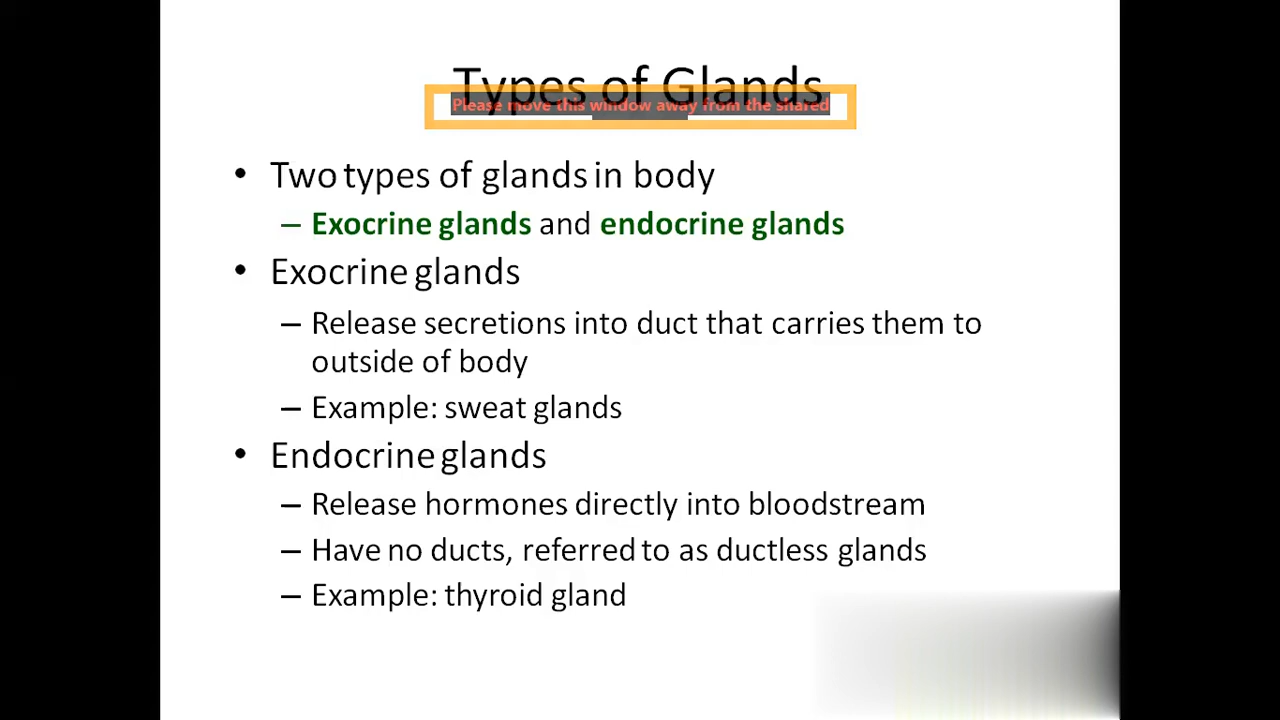 Types of Glands
Please move this window away from the shared
• Two types of glands in body
– Exocrine glands and endocrine glands
• Exocrine glands
– Release secretions into duct that carries them to
outside of body
– Example: sweat glands
• Endocrine glands
– Release hormones directly into bloodstream
– Have no ducts, referred to as ductless glands
– Example: thyroid gland